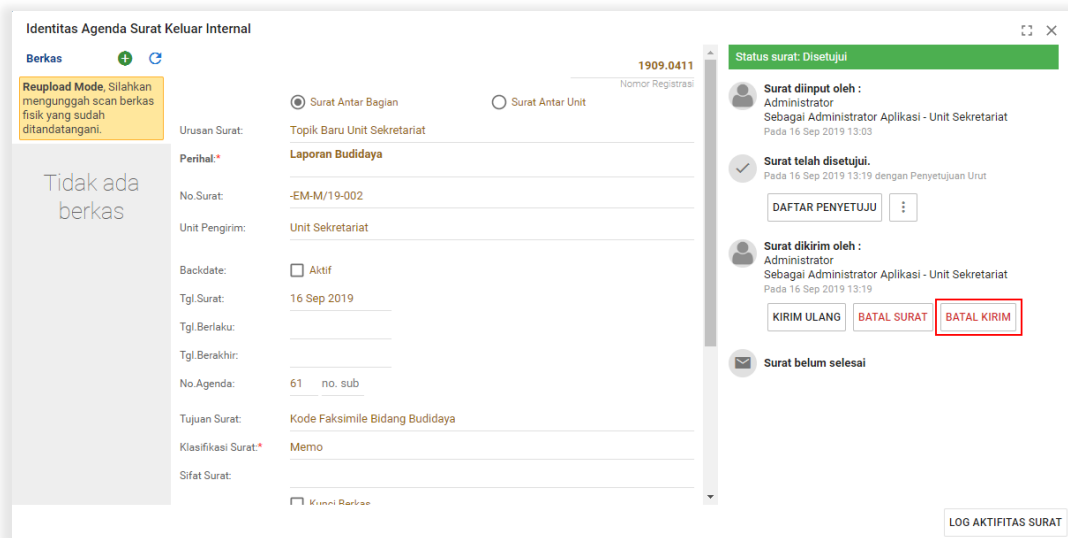 Identitas Agenda Surat Keluar Internal
Berkas
Reupload Mode, Silahkan
mengunggah scan berkas
fisik yang sudah
ditandatangani.
Tidak ada
berkas
1909.0411
Nomor Registrasi
Surat Antar Bagian
Surat Antar Unit
Urusan Surat: Topik Baru Unit Sekretariat
Perihal:* Laporan Budidaya
No.Surat: -EM-M/19-002
Unit Pengirim: Unit Sekretariat
Backdate: Aktif
Tgl.Surat: 16 Sep 2019
Tgl.Berlaku:
Tgl.Berakhir:
No.Agenda: 61 no. sub
Tujuan Surat: Kode Faksimile Bidang Budidaya
Klasifikasi Surat:* Memo
Sifat Surat:
Kunci Berkas
Status surat: Disetujui
Surat diinput oleh :
Administrator
Sebagai Administrator Aplikasi - Unit Sekretariat
Pada 16 Sep 2019 13:03
Surat telah disetujui.
Pada 16 Sep 2019 13:19 dengan Penyetujuan Urut
DAFTAR PENYETUJU
Surat dikirim oleh :
Administrator
Sebagai Administrator Aplikasi - Unit Sekretariat
Pada 16 Sep 2019 13:19
KIRIM ULANG BATAL SURAT BATAL KIRIM
Surat belum selesai
LOG AKTIFITAS SURAT